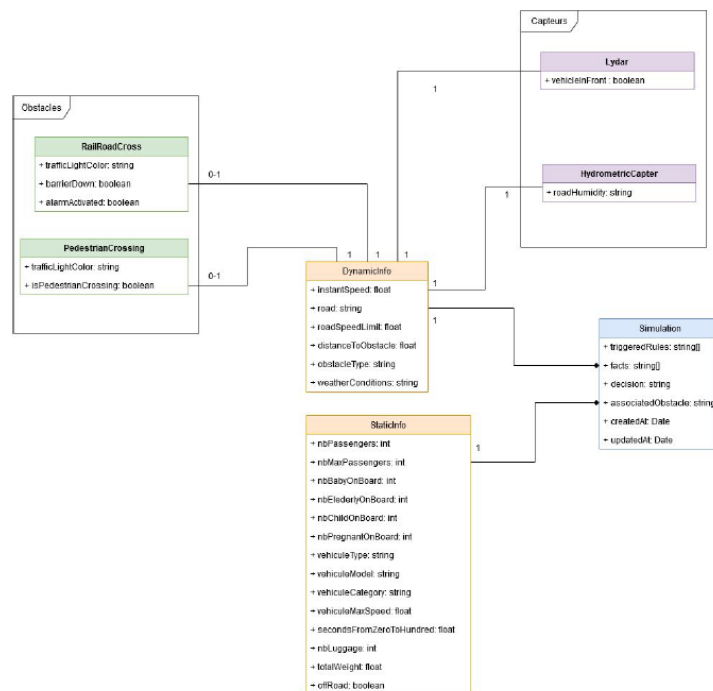 Capteurs
Lydar
+ vehicleInFront : boolean
1
Obstacles
RailRoadCross
+ trafficLightColor: string
+ barrierDown: boolean
+ alarmActivated: boolean
0-1
HydrometricCapter
+ roadHumidity: string
1
PedestrianCrossing
+ trafficLightColor: string
+ isPedestrianCrossing: boolean
0-1
1
1
1
DynamicInfo
+ instantSpeed: float
+ road: string
+ roadSpeedLimit: float
+ distanceToObstacle: float
+ obstacleType: string
+ weatherConditions: string
1
1
Simulation
+ triggeredRules: string[]
+ facts: string[]
+ decision: string
+ associatedObstacle: string
+ createdAt: Date
+ updatedAt: Date
StaticInfo
+ nbPassengers: int
+ nbMaxPassengers: int
+ nbBabyOnBoard: int
+ nbElederlyOnBoard: int
+ nbChildOnBoard: int
+ nbPregnantOnBoard: int
+ vehiculeType: string
+ vehiculeModel: string
+ vehiculeCategory: string
+ vehiculeMaxSpeed: float
+ secondsFromZeroToHundred: float
+ nbLuggage: int
+ totalWeight: float
+ offRoad: boolean
1